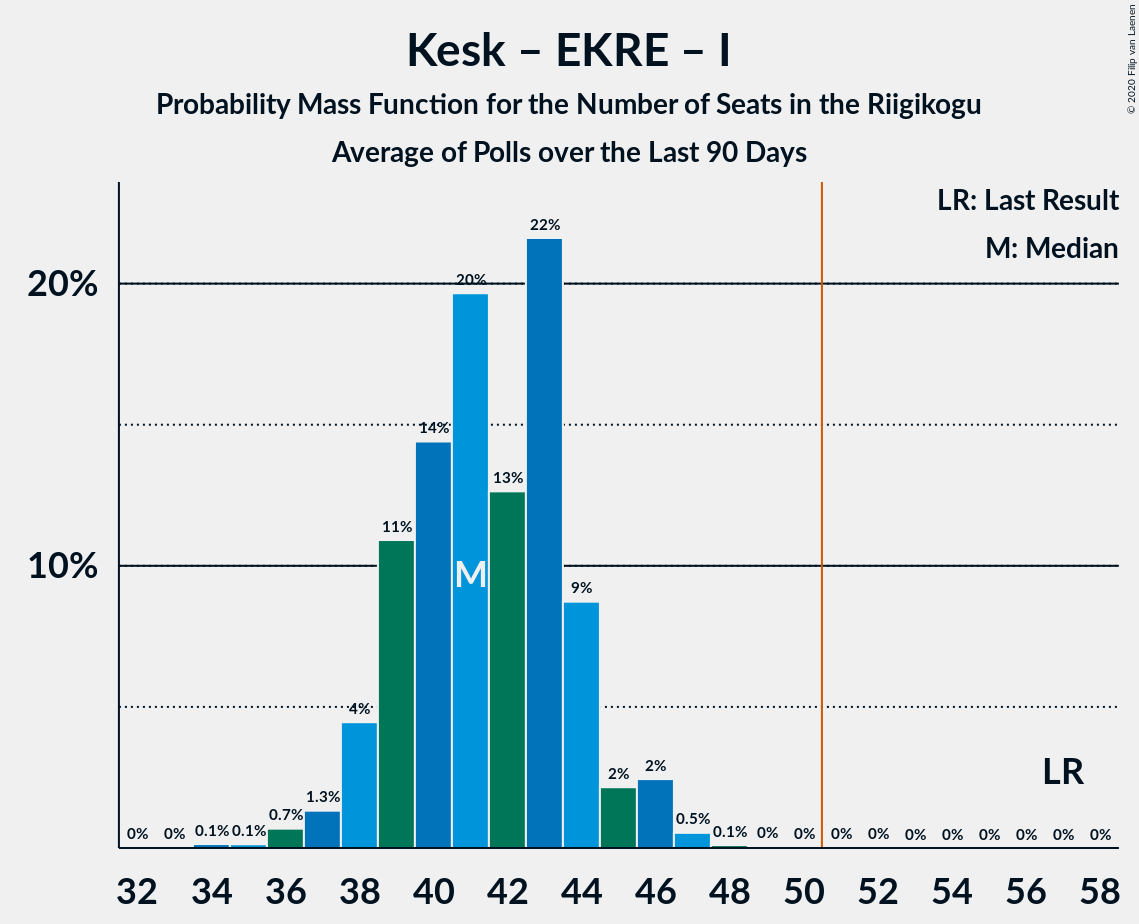 Kesk – EKRE – I
Probability Mass Function for the Number of Seats in the Riigikogu
Average of Polls over the Last 90 Days
© 2020 Filip van Laenen
LR: Last Result
M: Median
20%
10%
0% 0% 0.1% 0.1% 0.7% 1.3% 4% 11% 14% 20% 13% 22% 9% 2% 2% 0.5% 0.1% 0% 0% 0% 0% 0% 0% 0% 0% 0% 0%
M
LR
32 34 36 38 40 42 44 46 48 50 52 54 56 58